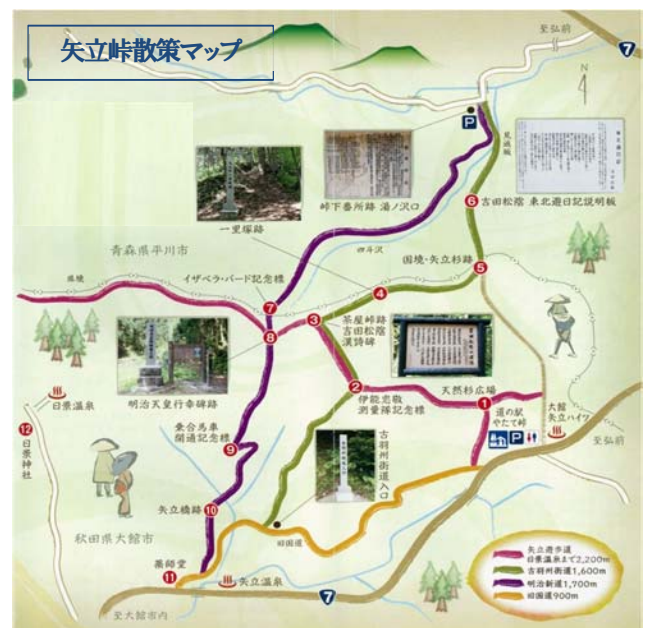 矢立峠散策マップ
至弘前
7
N
P
見返坂
峠下番所跡 湯ノ沢口
6 吉田松陰 東北遊日記説明板
一里塚跡
四斗沢
青森県平川市
県境
イザベラ・バード記念標
国境・矢立杉跡
5
4
7
8
3
茶屋峠跡
吉田松陰
漢詩碑
明治天皇行幸碑跡
2
伊能忠敬
測量隊記念標
天然杉広場
1
道の駅
やたて峠
P
大館
矢立ハイツ
至弘前
日景温泉
12
日景神社
乗合馬車
開通記念標
9
古羽州街道入口
矢立橋跡
10
秋田県大館市
旧国道
薬師堂
11
矢立温泉
7
至大館市内
矢立遊歩道
日景温泉まで2,200m
古羽州街道1,600m
明治新道1,700m
旧国道900m